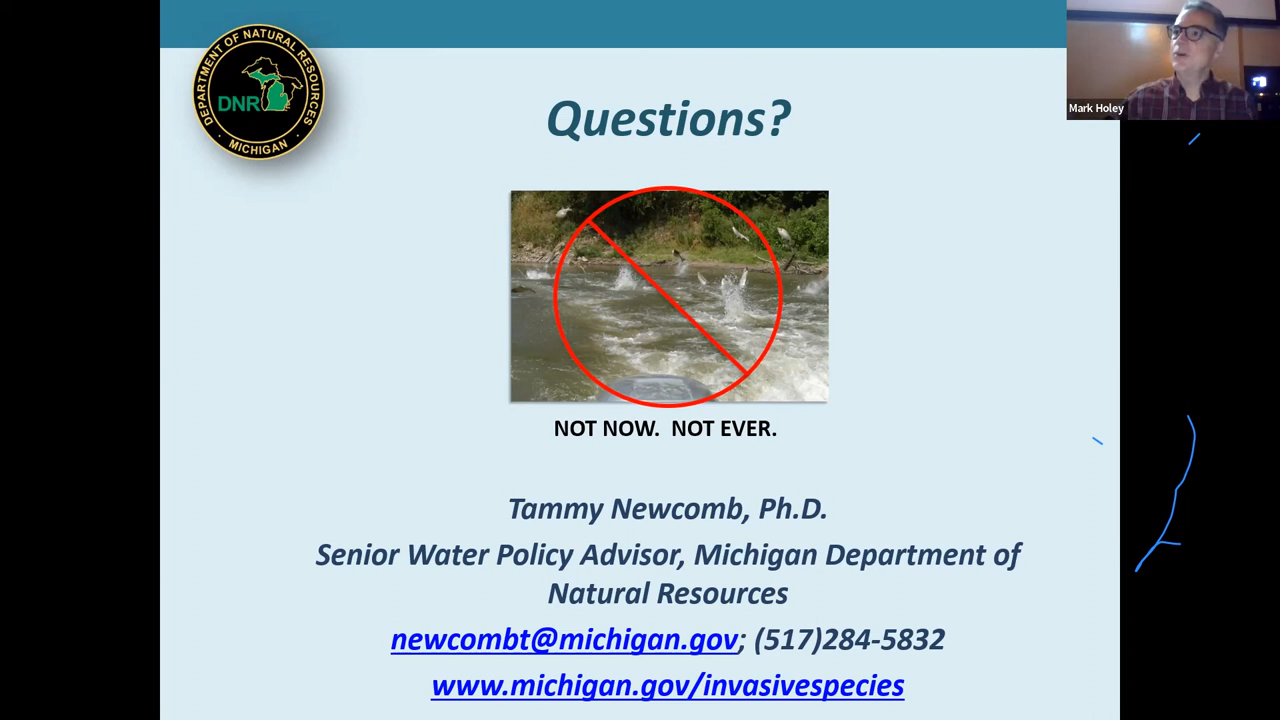 DEPARTMENT OF NATURAL RESOURCES
DNR
· MICHIGAN ·
Mark Holey
Questions?
NOT NOW.  NOT EVER.
Tammy Newcomb, Ph.D.
Senior Water Policy Advisor, Michigan Department of
Natural Resources
newcombt@michigan.gov; (517)284-5832
www.michigan.gov/invasivespecies